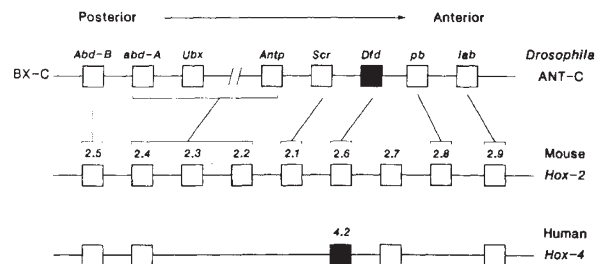 Posterior Anterior
Abd-B abd-A Ubx Antp Scr Dfd pb lab Drosophila
BX-C ANT-C
2.5 2.4 2.3 2.2 2.1 2.6 2.7 2.8 2.9 Mouse
Hox-2
4.2 Human
Hox-4